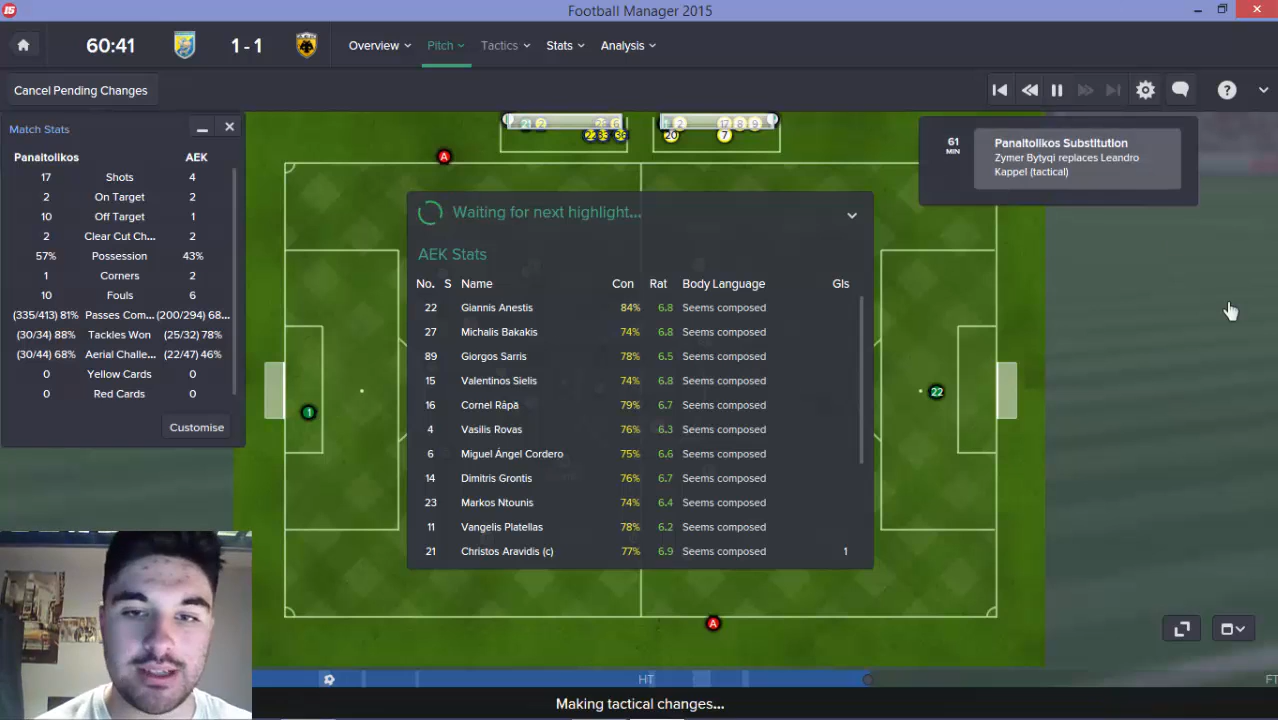 Football Manager 2015
60:41
1 - 1
Overview
Pitch
Tactics
Stats
Analysis
Cancel Pending Changes
Match Stats
Panaitolikos AEK
17 Shots 4
2 On Target 2
10 Off Target 1
2 Clear Cut Ch... 2
57% Possession 43%
1 Corners 2
10 Fouls 6
(335/413) 81% Passes Com... (200/294) 68...
(30/34) 88% Tackles Won (25/32) 78%
(30/44) 68% Aerial Challe... (22/47) 46%
0 Yellow Cards 0
0 Red Cards 0
Customise
61
MIN
Panaitolikos Substitution
Zymer Bytyqi replaces Leandro
Kappel (tactical)
Waiting for next highlight...
AEK Stats
No. S Name Con Rat Body Language Gls
22 Giannis Anestis 84% 6.8 Seems composed
27 Michalis Bakakis 74% 6.8 Seems composed
89 Giorgos Sarris 78% 6.5 Seems composed
15 Valentinos Sielis 74% 6.8 Seems composed
16 Cornel Râpă 79% 6.7 Seems composed
4 Vasilis Rovas 76% 6.3 Seems composed
6 Miguel Ángel Cordero 75% 6.6 Seems composed
14 Dimitris Grontis 76% 6.7 Seems composed
23 Markos Ntounis 74% 6.4 Seems composed
11 Vangelis Platellas 78% 6.2 Seems composed
21 Christos Aravidis (c) 77% 6.9 Seems composed 1
A
1
22
A
20
7
HT
FT
Making tactical changes...